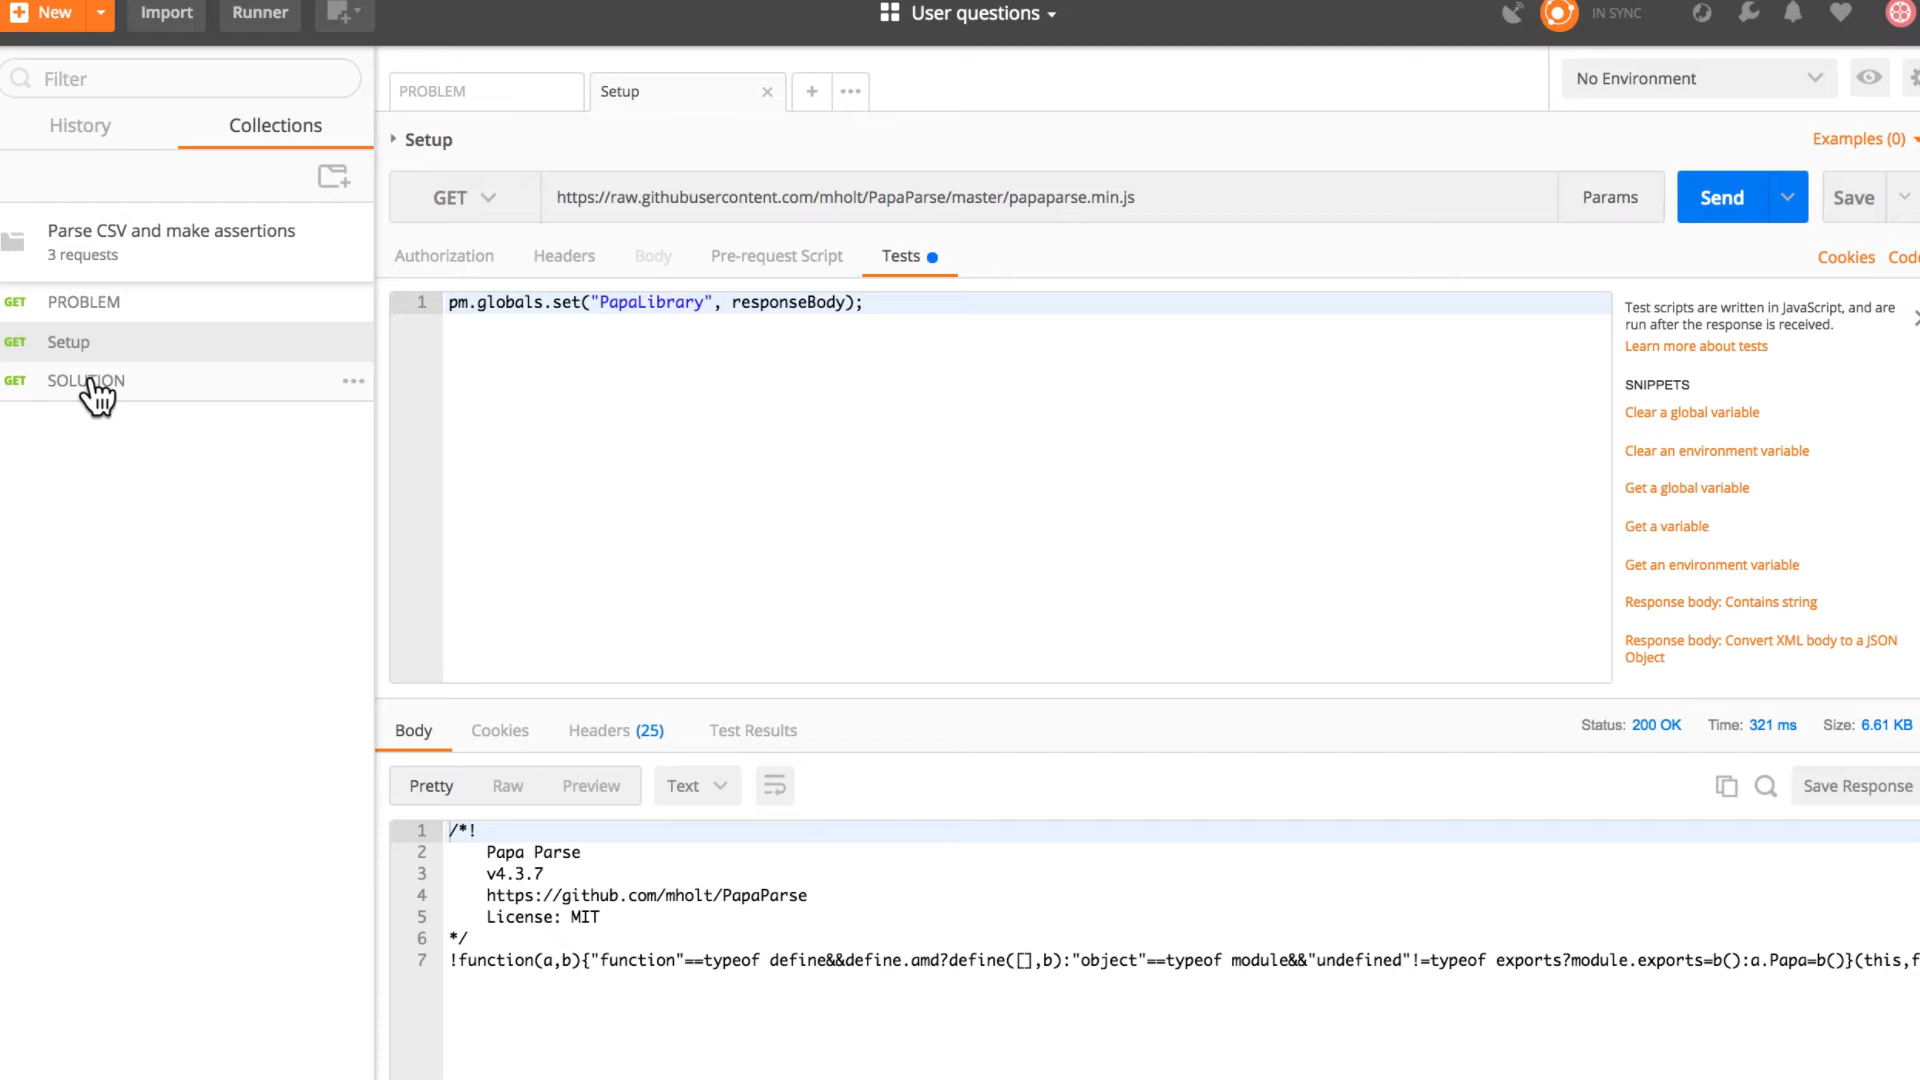 New
Import
Runner
User questions
IN SYNC
Filter
History
Collections
Parse CSV and make assertions
3 requests
GET PROBLEM
GET Setup
GET SOLUTION
PROBLEM
Setup
No Environment
Setup
Examples (0)
GET
https://raw.githubusercontent.com/mholt/PapaParse/master/papaparse.min.js
Params
Send
Save
Authorization
Headers
Body
Pre-request Script
Tests
Cookies
Code
1 pm.globals.set("PapaLibrary", responseBody);
Test scripts are written in JavaScript, and are
run after the response is received.
Learn more about tests
SNIPPETS
Clear a global variable
Clear an environment variable
Get a global variable
Get a variable
Get an environment variable
Response body: Contains string
Response body: Convert XML body to a JSON
Object
Body
Cookies
Headers (25)
Test Results
Status: 200 OK
Time: 321 ms
Size: 6.61 KB
Pretty
Raw
Preview
Text
Save Response
1 /*!
2 Papa Parse
3 v4.3.7
4 https://github.com/mholt/PapaParse
5 License: MIT
6 */
7 !function(a,b){"function"==typeof define&&define.amd?define([],b):"object"==typeof module&&"undefined"!=typeof exports?module.exports=b():a.Papa=b()}(this,f